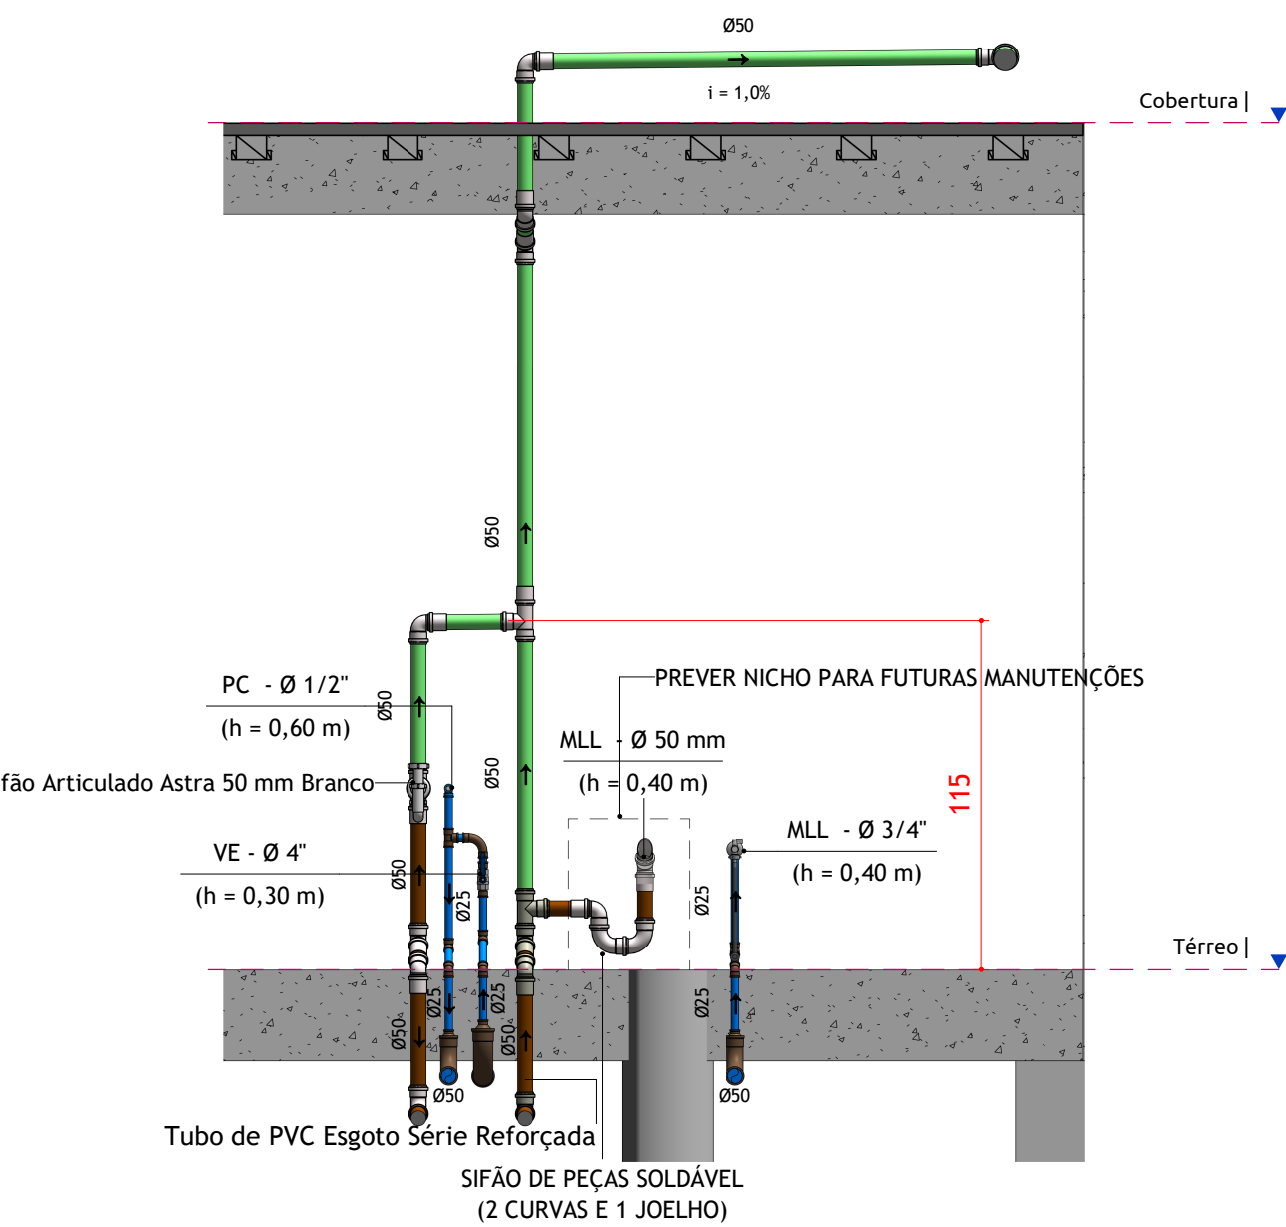 Ø50
i = 1,0%
Cobertura
Ø50
PREVER NICHO PARA FUTURAS MANUTENÇÕES
PC - Ø 1/2"
(h = 0,60 m)
Ø50
MLL - Ø 50 mm
(h = 0,40 m)
Ø50
fão Articulado Astra 50 mm Branco
115
MLL - Ø 3/4"
(h = 0,40 m)
VE - Ø 4"
(h = 0,30 m)
Ø50
Ø25
Ø25
Térreo
Ø25
Ø25
Ø25
Ø50
Ø50
Ø50
Ø50
Tubo de PVC Esgoto Série Reforçada
SIFÃO DE PEÇAS SOLDÁVEL
(2 CURVAS E 1 JOELHO)